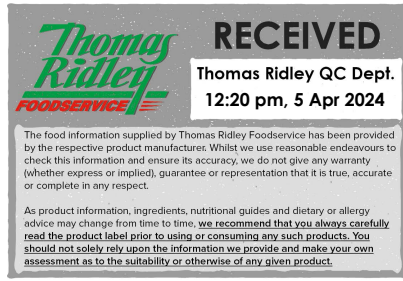 Thomas
Ridley
FOODSERVICE
RECEIVED
Thomas Ridley QC Dept.
12:20 pm, 5 Apr 2024
The food information supplied by Thomas Ridley Foodservice has been provided
by the respective product manufacturer. Whilst we use reasonable endeavours to
check this information and ensure its accuracy, we do not give any warranty
(whether express or implied), guarantee or representation that it is true, accurate
or complete in any respect.
As product information, ingredients, nutritional guides and dietary or allergy
advice may change from time to time, we recommend that you always carefully
read the product label prior to using or consuming any such products. You
should not solely rely upon the information we provide and make your own
assessment as to the suitability or otherwise of any given product.